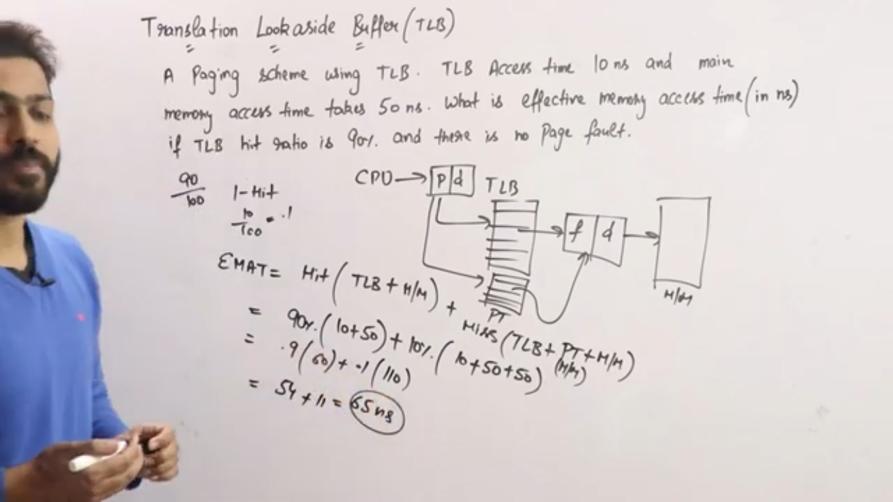 Translation Lookaside Buffer (TLB)
A Paging scheme using TLB. TLB Access time 10 ns and main
memory access time takes 50 ns. What is effective memory access time (in ns)
if TLB hit ratio is 90%. and there is no Page fault.
90/100
1-Hit
10/100 = .1
CPU → p d TLB
f d
M/M
PT
EMAT = Hit (TLB + M/M) + Miss (TLB + PT + M/M)
(M/M)
= 90%. (10+50) + 10%. (10+50+50)
= .9 (60) + .1 (110)
= 54 + 11 = 65 ns